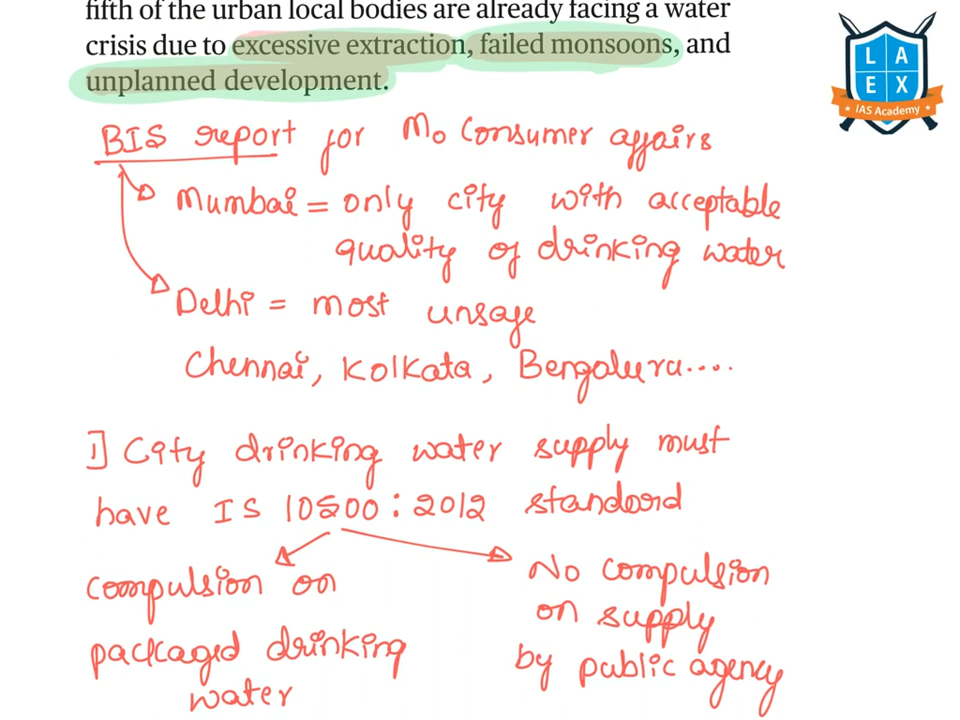 fifth of the urban local bodies are already facing a water
crisis due to excessive extraction, failed monsoons, and
unplanned development.
L A
E X
IAS Academy
BIS report for Mo Consumer affairs
Mumbai = only city with acceptable
quality of drinking water
Delhi = most unsafe
Chennai, Kolkata, Bengaluru....
1] City drinking water supply must
have IS 10500:2012 standard
compulsion on
packaged drinking
water
No compulsion
on supply
by public agency